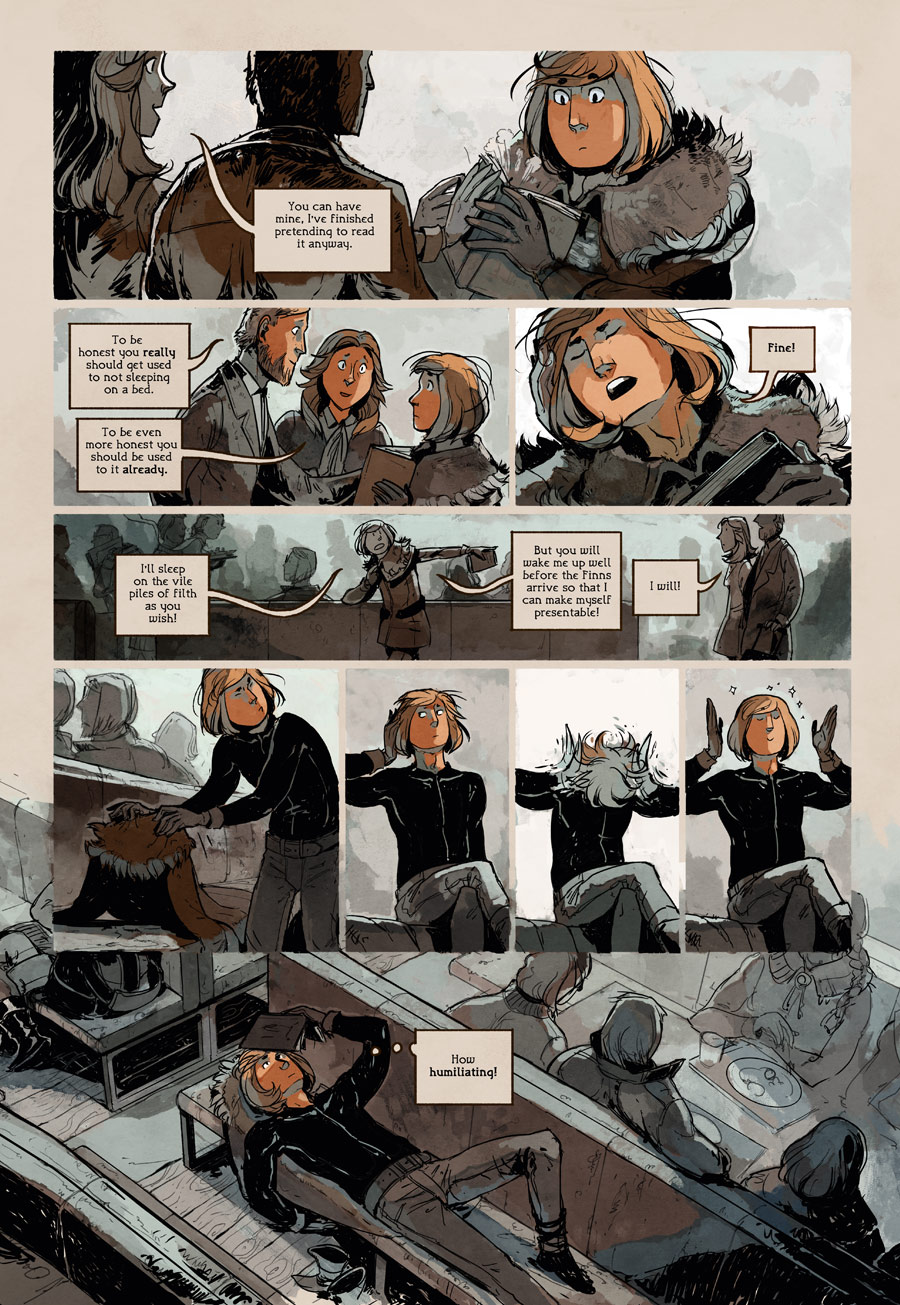 You can have
mine, I've finished
pretending to read
it anyway.
To be
honest you really
should get used
to not sleeping
on a bed.
To be even
more honest you
should be used
to it already.
Fine!
I'll sleep
on the vile
piles of filth
as you
wish!
But you will
wake me up well
before the Finns
arrive so that I
can make myself
presentable!
I will!
How
humiliating!